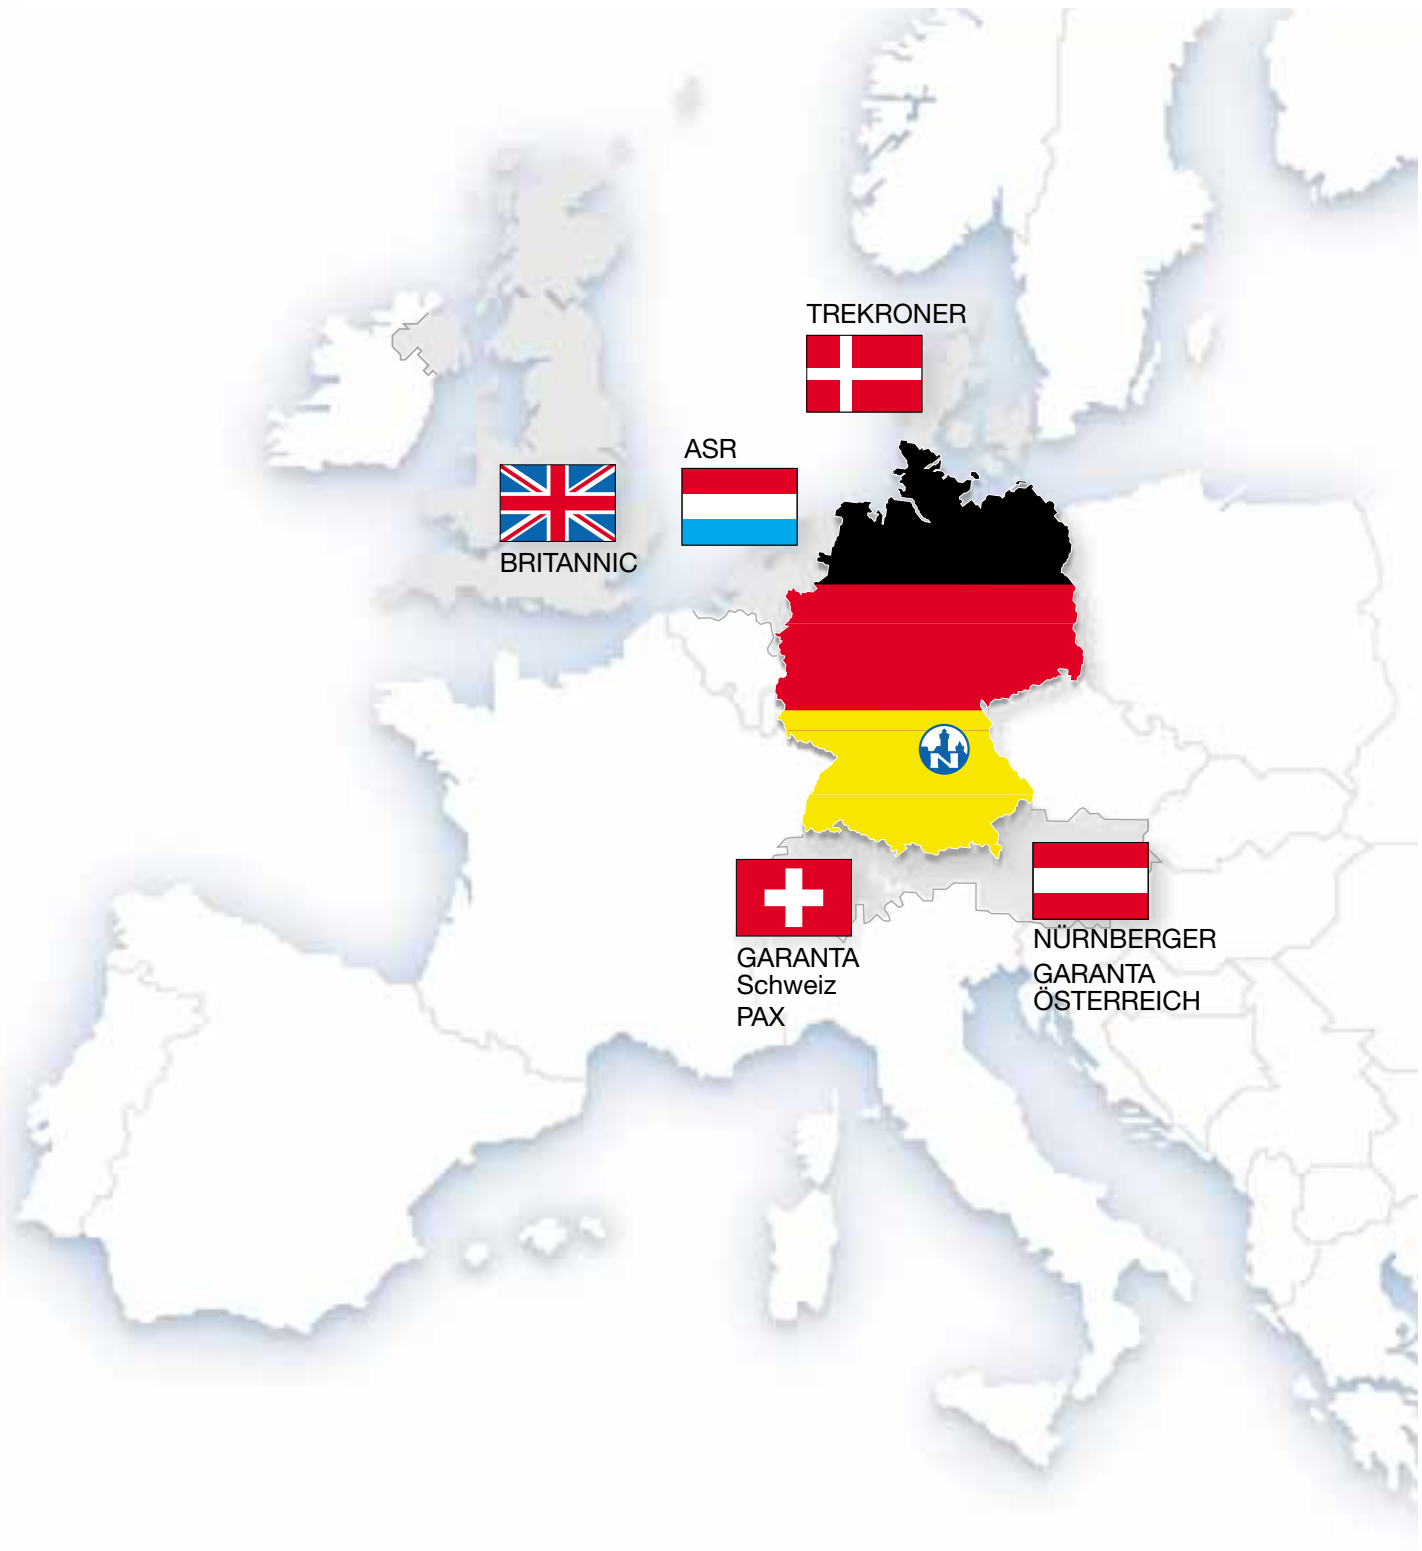 TREKRONER
ASR
BRITANNIC
N
GARANTA
Schweiz
PAX
NÜRNBERGER
GARANTA
ÖSTERREICH